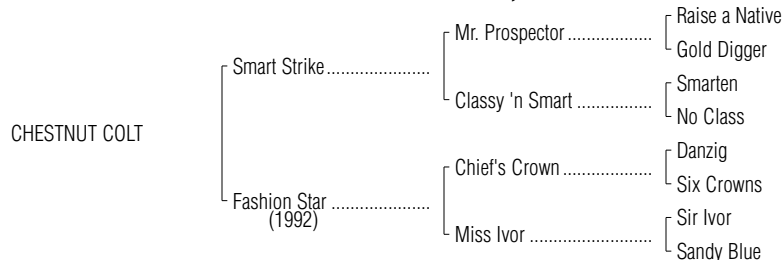 Raise a Native
Mr. Prospector ..................
Gold Digger
Smart Strike......................
Smarten
Classy 'n Smart ................
No Class
CHESTNUT COLT
Danzig
Chief's Crown ...................
Six Crowns
Fashion Star .....................
(1992)
Sir Ivor
Miss Ivor ..........................
Sandy Blue